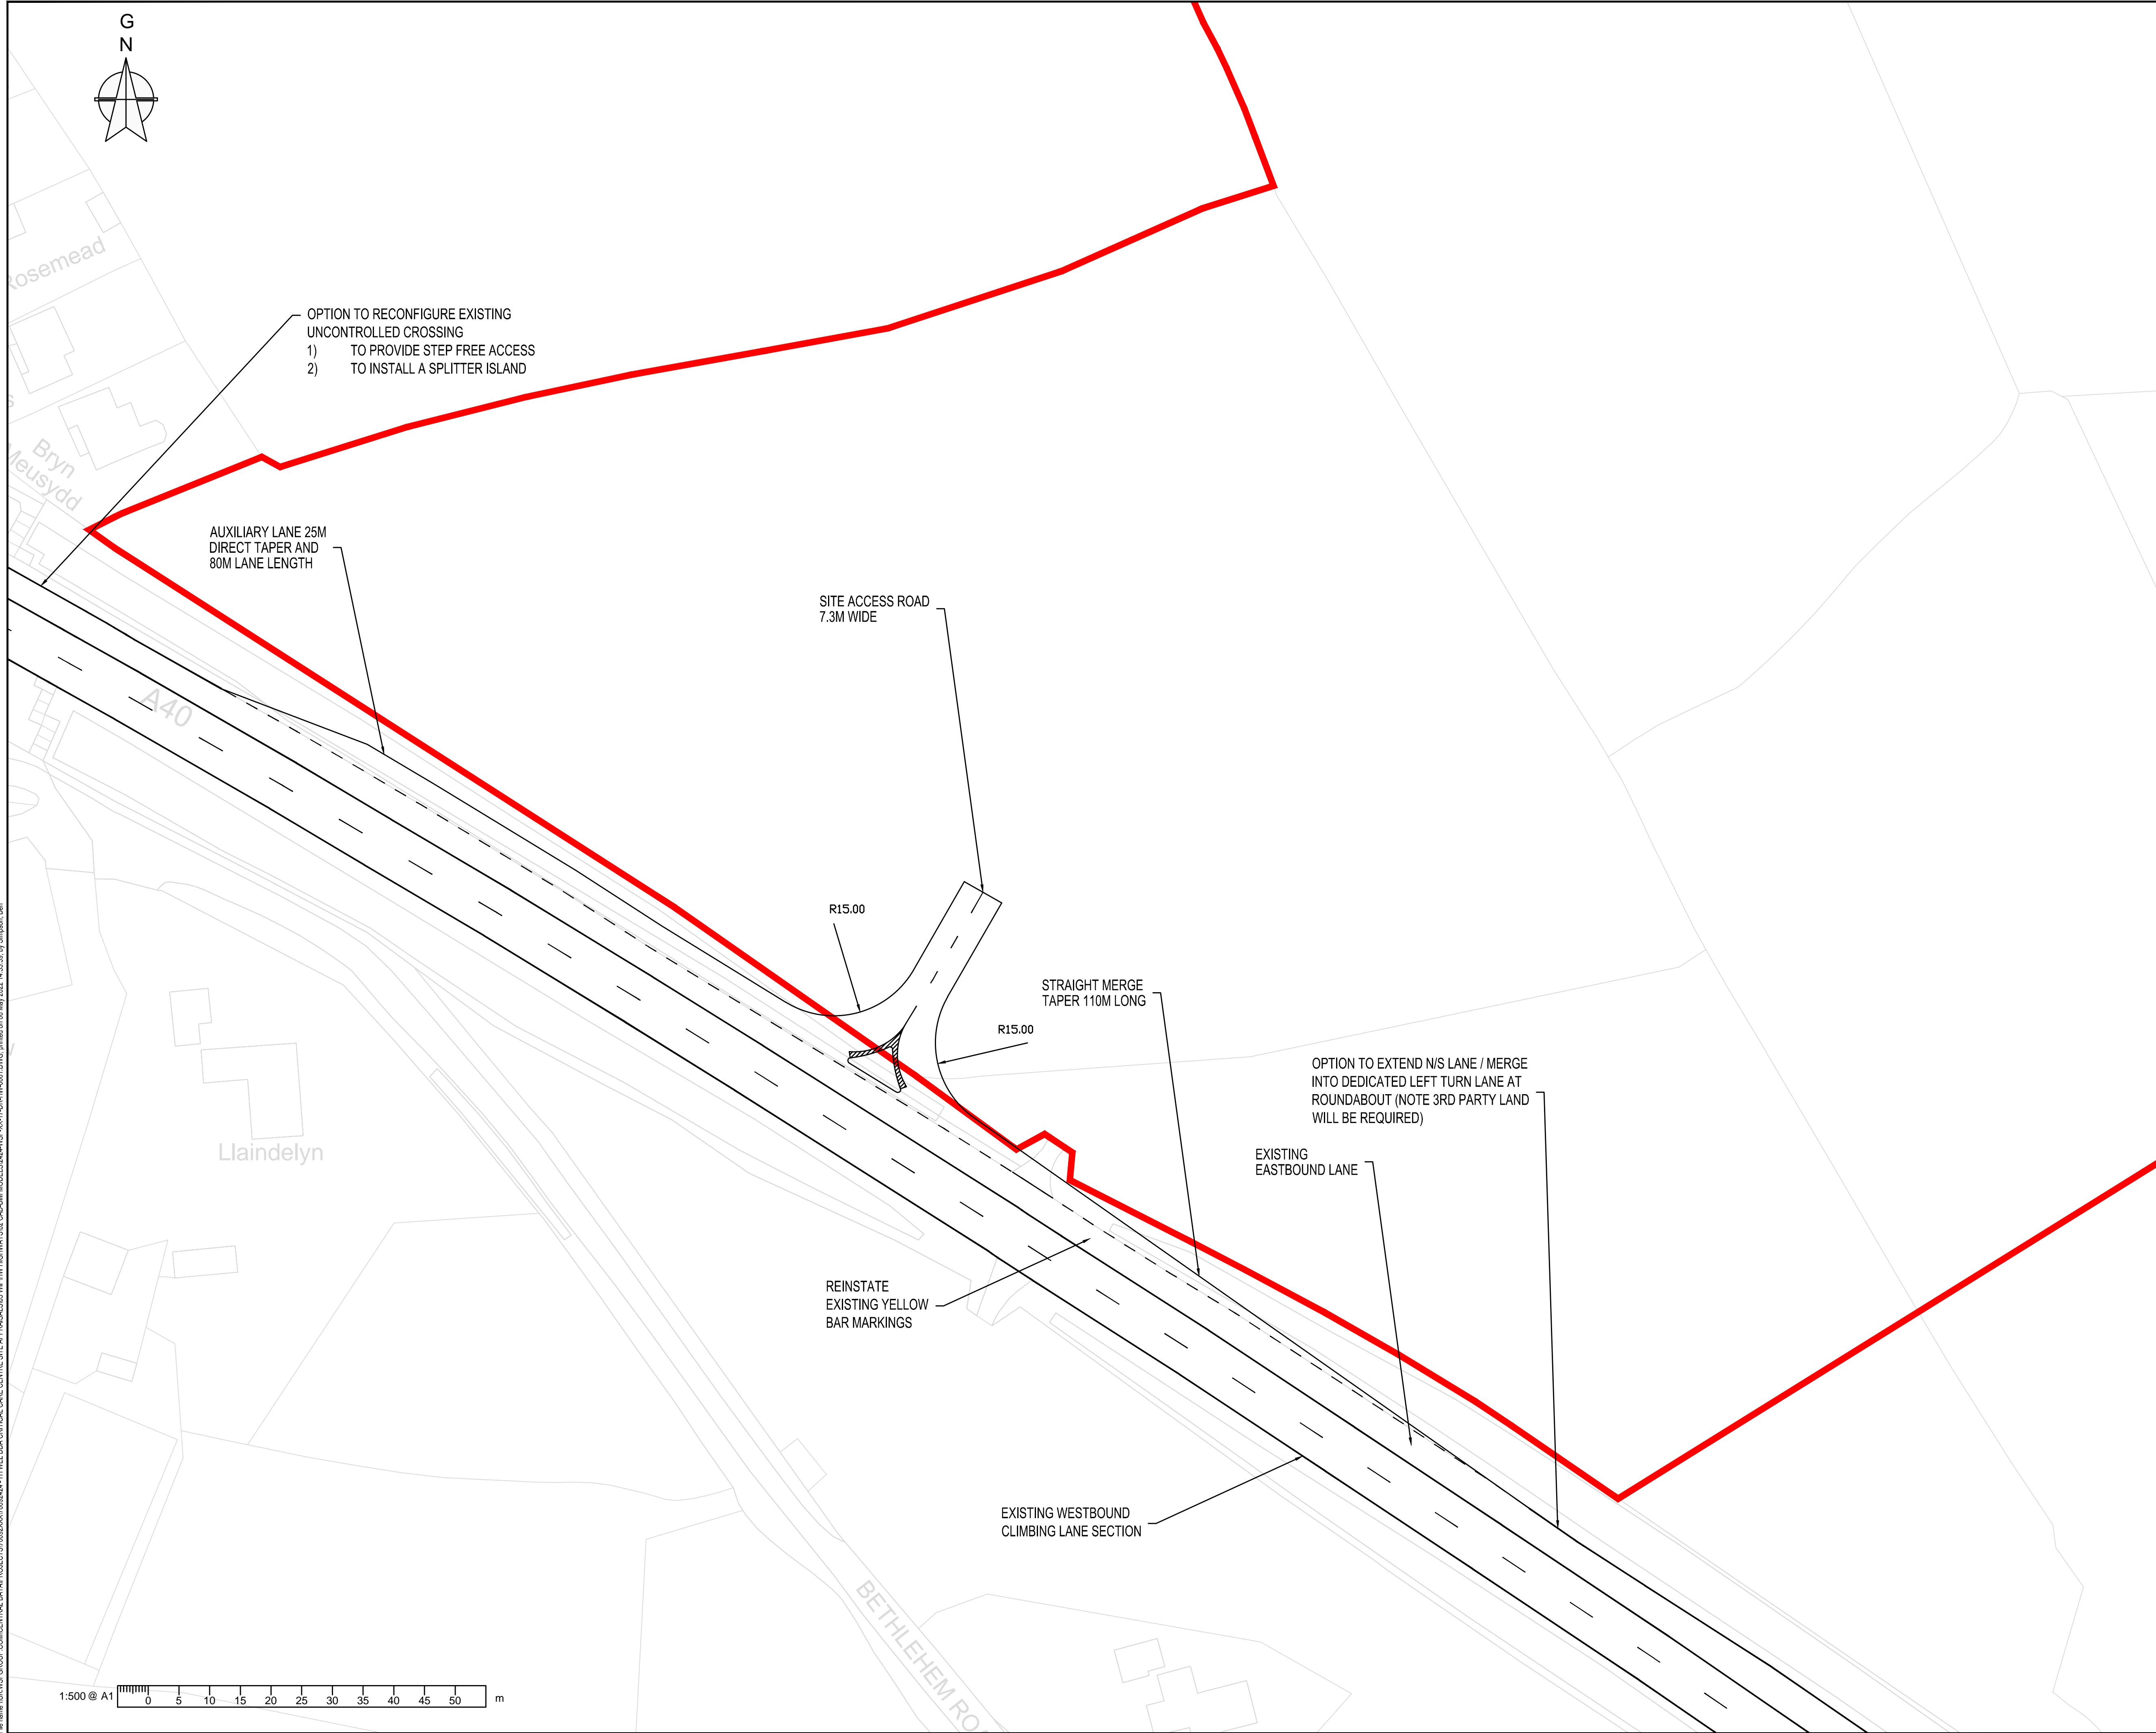 G
N
Rosemead
OPTION TO RECONFIGURE EXISTING
UNCONTROLLED CROSSING
1) TO PROVIDE STEP FREE ACCESS
2) TO INSTALL A SPLITTER ISLAND
Bryn
Meusydd
AUXILIARY LANE 25M
DIRECT TAPER AND
80M LANE LENGTH
SITE ACCESS ROAD
7.3M WIDE
A40
R15.00
STRAIGHT MERGE
TAPER 110M LONG
R15.00
OPTION TO EXTEND N/S LANE / MERGE
INTO DEDICATED LEFT TURN LANE AT
ROUNDABOUT (NOTE 3RD PARTY LAND
WILL BE REQUIRED)
Llaindelyn
EXISTING
EASTBOUND LANE
REINSTATE
EXISTING YELLOW
BAR MARKINGS
EXISTING WESTBOUND
CLIMBING LANE SECTION
BETHLEHEM
1:500 @ A1 0 5 10 15 20 25 30 35 40 45 50 m